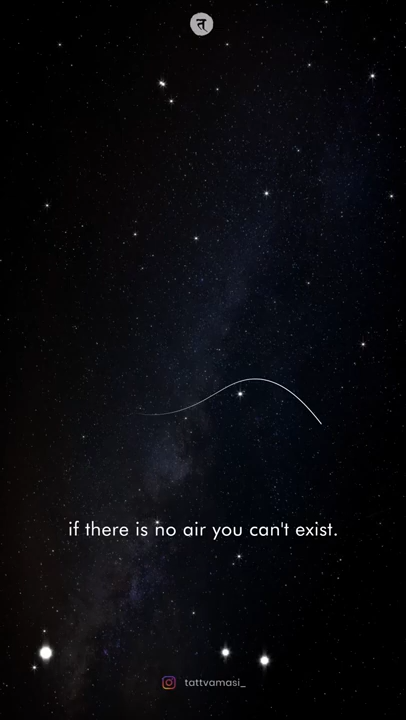 त्
if there is no air you can't exist.
tattvamasi_